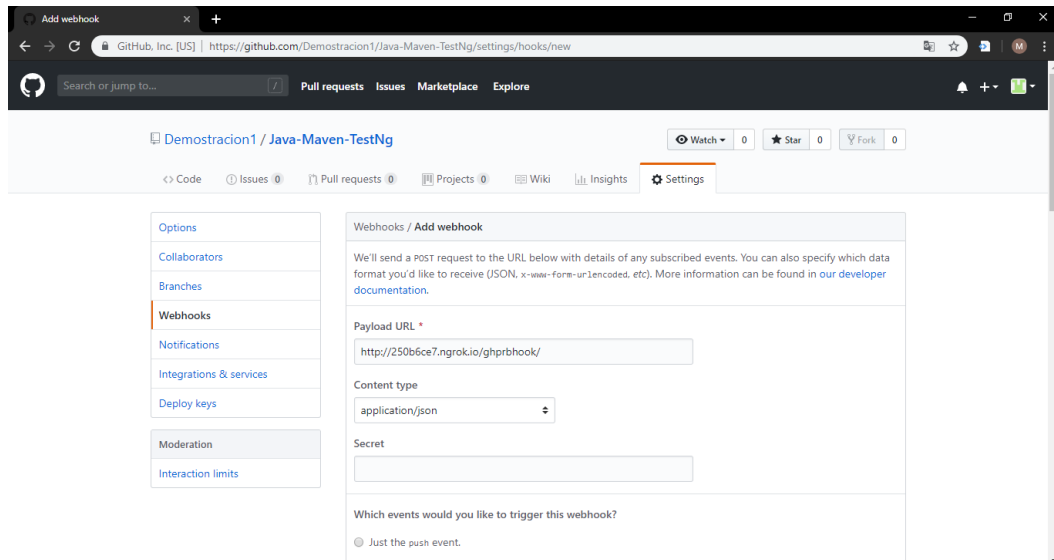 Add webhook
GitHub, Inc. [US] | https://github.com/Demostracion1/Java-Maven-TestNg/settings/hooks/new
M
Search or jump to... / Pull requests Issues Marketplace Explore
Demostracion1 / Java-Maven-TestNg Watch 0 Star 0 Fork 0
Code Issues 0 Pull requests 0 Projects 0 Wiki Insights Settings
Options
Collaborators
Branches
Webhooks
Notifications
Integrations & services
Deploy keys
Moderation
Interaction limits
Webhooks / Add webhook
We'll send a POST request to the URL below with details of any subscribed events. You can also specify which data
format you'd like to receive (JSON, x-www-form-urlencoded, etc). More information can be found in our developer
documentation.
Payload URL *
http://250b6ce7.ngrok.io/ghprbhook/
Content type
application/json
Secret
Which events would you like to trigger this webhook?
Just the push event.